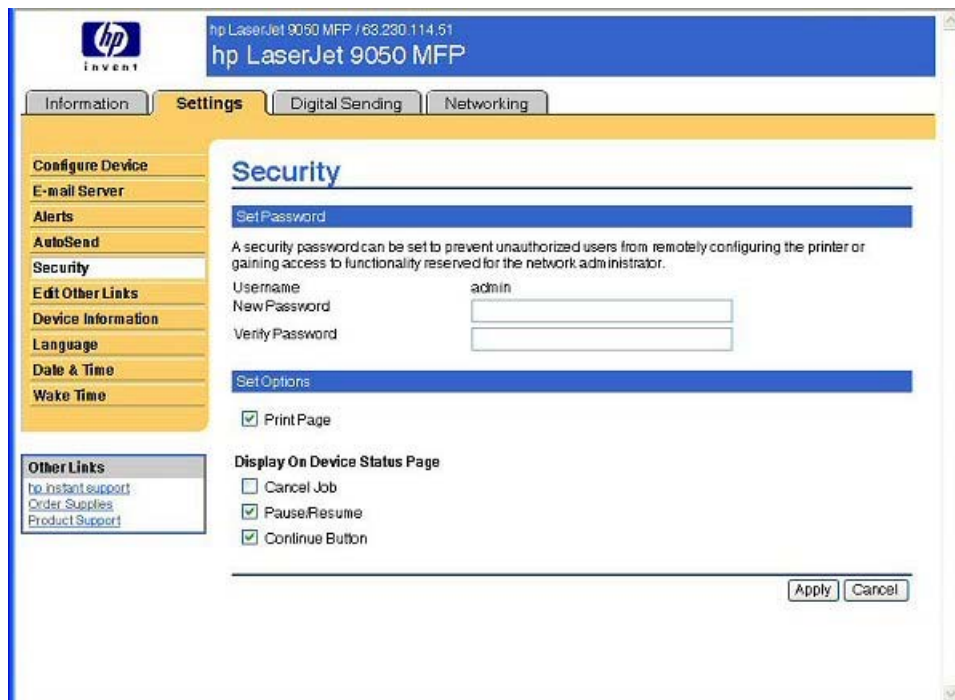 hp
invent
hp LaserJet 9050 MFP / 63.230.114.51
hp LaserJet 9050 MFP
Information
Settings
Digital Sending
Networking
Configure Device
E-mail Server
Alerts
AutoSend
Security
Edit Other Links
Device Information
Language
Date & Time
Wake Time
Other Links
hp instant support
Order Supplies
Product Support
Security
Set Password
A security password can be set to prevent unauthorized users from remotely configuring the printer or
gaining access to functionality reserved for the network administrator.
Username admin
New Password
Verify Password
Set Options
Print Page
Display On Device Status Page
Cancel Job
Pause/Resume
Continue Button
Apply Cancel